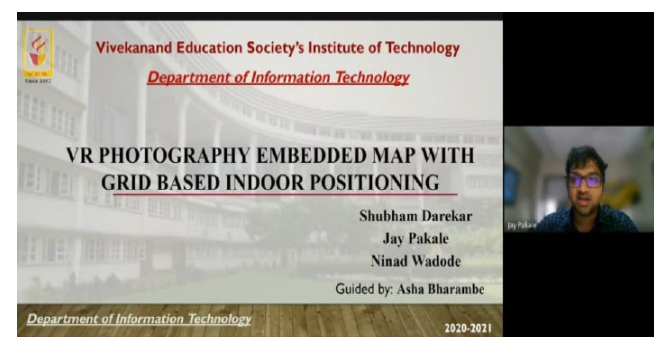 Vivekanand Education Society's Institute of Technology
Department of Information Technology
VR PHOTOGRAPHY EMBEDDED MAP WITH
GRID BASED INDOOR POSITIONING
Shubham Darekar
Jay Pakale
Ninad Wadode
Guided by: Asha Bharambe
Jay Pakale
Department of Information Technology
2020-2021